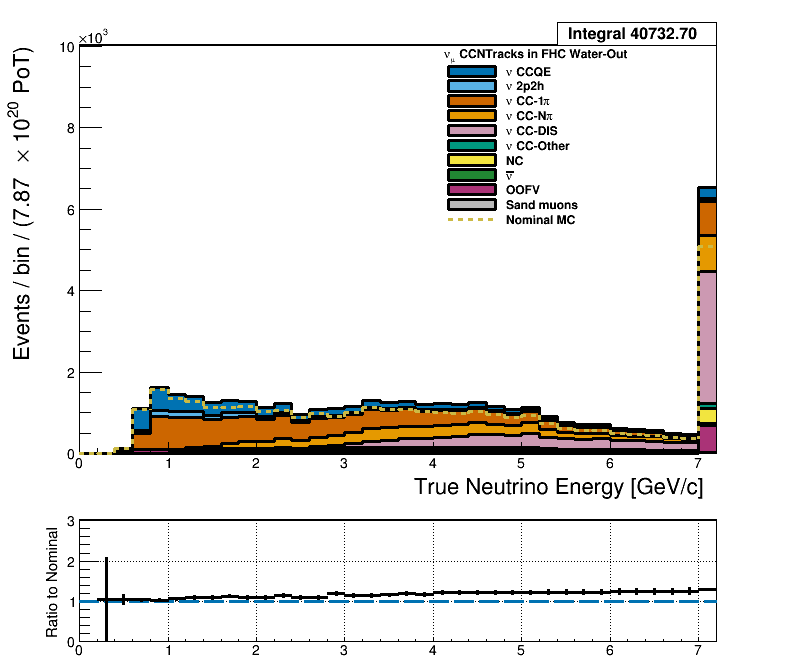 Integral 40732.70
×10³
ν_μ CCNTracks in FHC Water-Out
ν CCQE
ν 2p2h
ν CC-1π
ν CC-Nπ
ν CC-DIS
ν CC-Other
NC
ν̅
OOFV
Sand muons
Nominal MC
Events / bin / (7.87 × 10²⁰ PoT)
10
8
6
4
2
0
0 1 2 3 4 5 6 7
True Neutrino Energy [GeV/c]
Ratio to Nominal
3
2
1
0
0 1 2 3 4 5 6 7